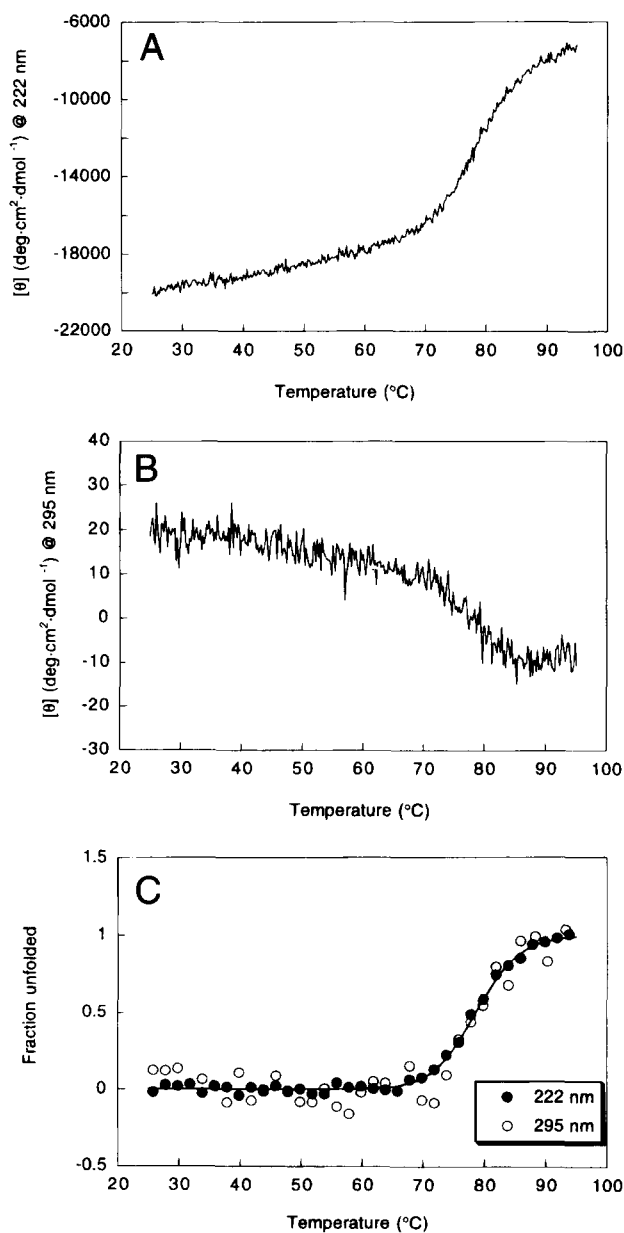 A
-6000
-10000
-14000
-18000
-22000
[θ] (deg·cm²·dmol ⁻¹) @ 222 nm
20 30 40 50 60 70 80 90 100
Temperature (°C)
B
40
30
20
10
0
-10
-20
-30
[θ] (deg·cm²·dmol ⁻¹) @ 295 nm
20 30 40 50 60 70 80 90 100
Temperature (°C)
C
1.5
1
0.5
0
-0.5
Fraction unfolded
222 nm
295 nm
20 30 40 50 60 70 80 90 100
Temperature (°C)